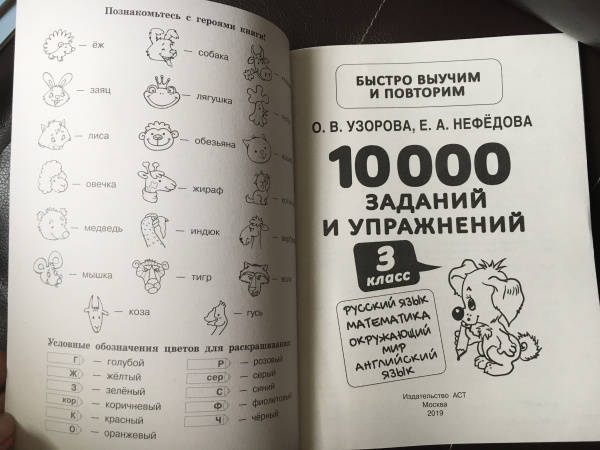 Познакомьтесь с героями книги!
— ёж
— собака
— заяц
— лягушка
— лиса
— обезьяна
— овечка
— жираф
— медведь
— индюк
— мышка
— тигр
— коза
— гусь
Условные обозначения цветов для раскрашивания
Г — голубой
Ж — жёлтый
З — зелёный
кор — коричневый
К — красный
О — оранжевый
Р — розовый
сер — серый
С — синий
Ф — фиолетовый
Ч — чёрный
БЫСТРО ВЫУЧИМ
И ПОВТОРИМ
О. В. УЗОРОВА, Е. А. НЕФЁДОВА
10 000
ЗАДАНИЙ
И УПРАЖНЕНИЙ
3
КЛАСС
РУССКИЙ ЯЗЫК
МАТЕМАТИКА
ОКРУЖАЮЩИЙ
МИР
АНГЛИЙСКИЙ
ЯЗЫК
Издательство АСТ
Москва
2019